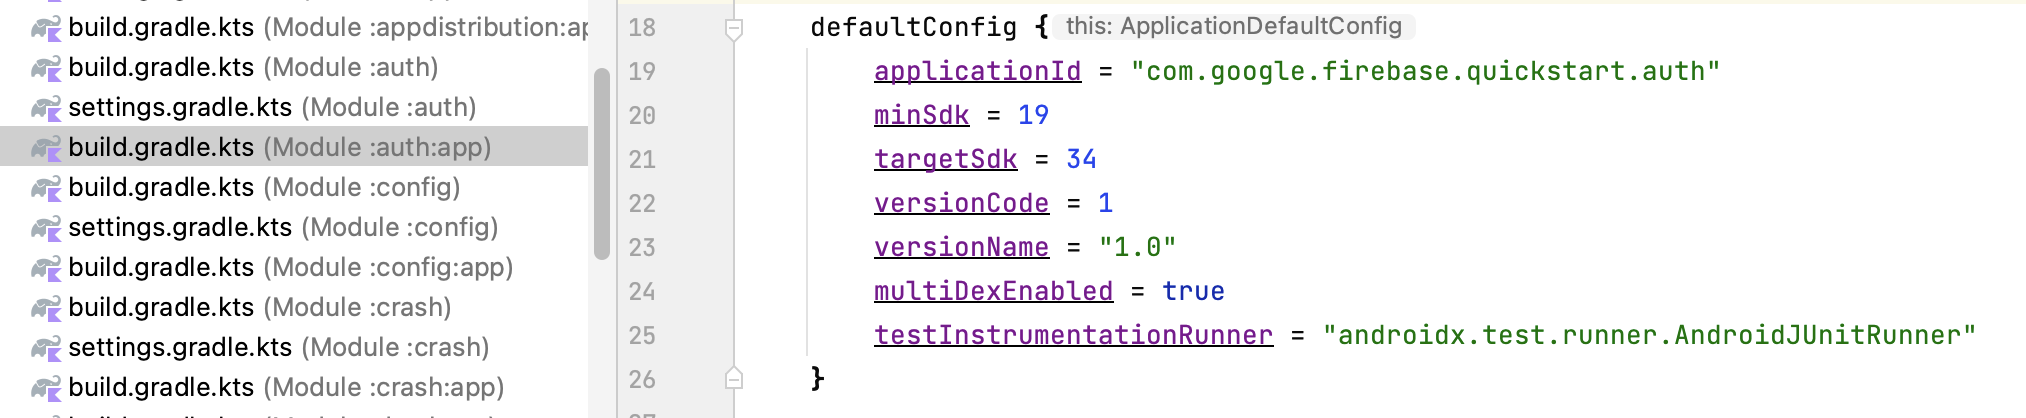 build.gradle.kts (Module :appdistribution:ap
build.gradle.kts (Module :auth)
settings.gradle.kts (Module :auth)
build.gradle.kts (Module :auth:app)
build.gradle.kts (Module :config)
settings.gradle.kts (Module :config)
build.gradle.kts (Module :config:app)
build.gradle.kts (Module :crash)
settings.gradle.kts (Module :crash)
build.gradle.kts (Module :crash:app)
18 defaultConfig { this: ApplicationDefaultConfig
19 applicationId = "com.google.firebase.quickstart.auth"
20 minSdk = 19
21 targetSdk = 34
22 versionCode = 1
23 versionName = "1.0"
24 multiDexEnabled = true
25 testInstrumentationRunner = "androidx.test.runner.AndroidJUnitRunner"
26 }